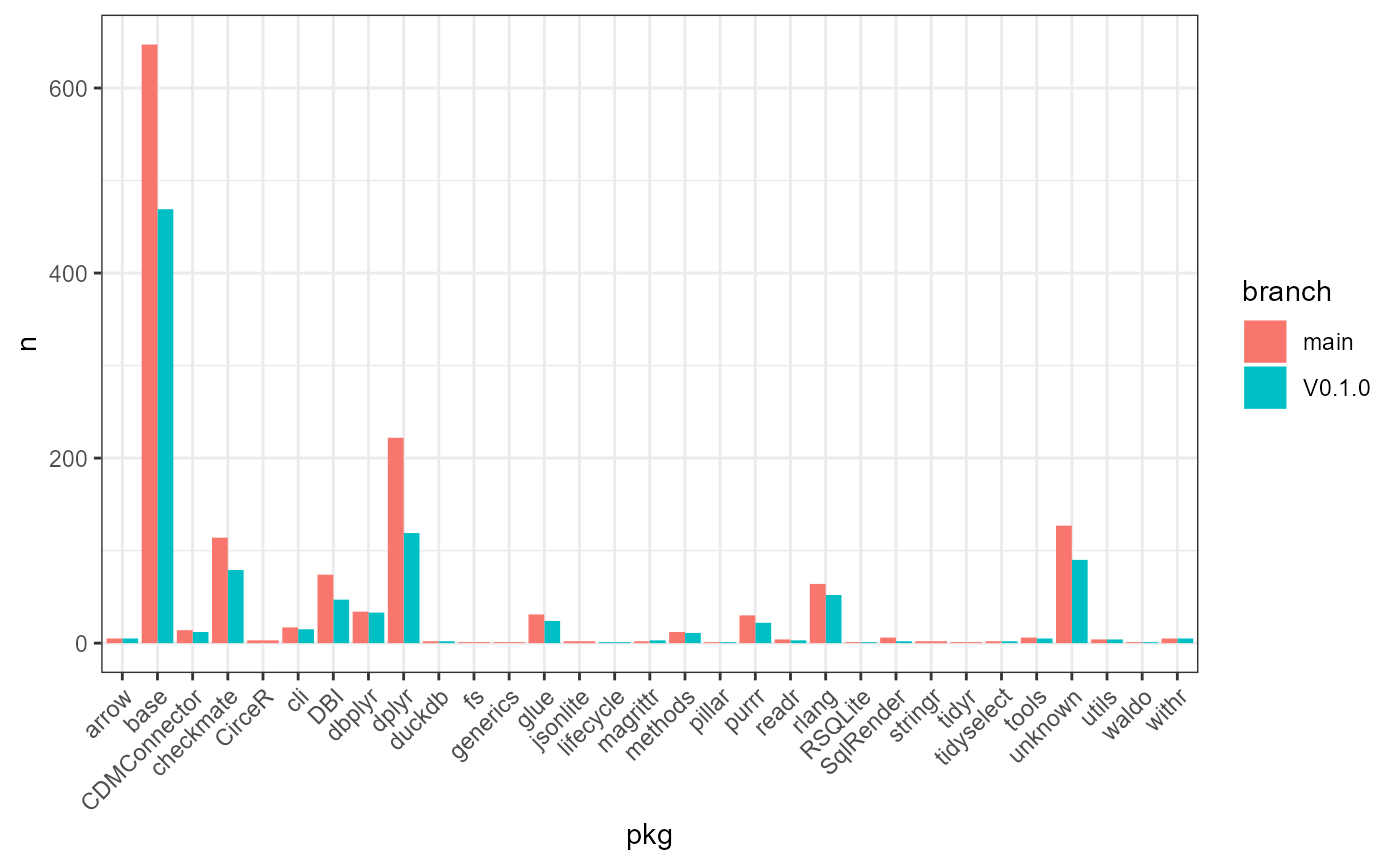 600
400
200
0
n
arrow
base
CDMConnector
checkmate
CirceR
cli
DBI
dbplyr
dplyr
duckdb
fs
generics
glue
jsonlite
lifecycle
magrittr
methods
pillar
purrr
readr
rlang
RSQLite
SqlRender
stringr
tidyr
tidyselect
tools
unknown
utils
waldo
withr
pkg
branch
main
V0.1.0